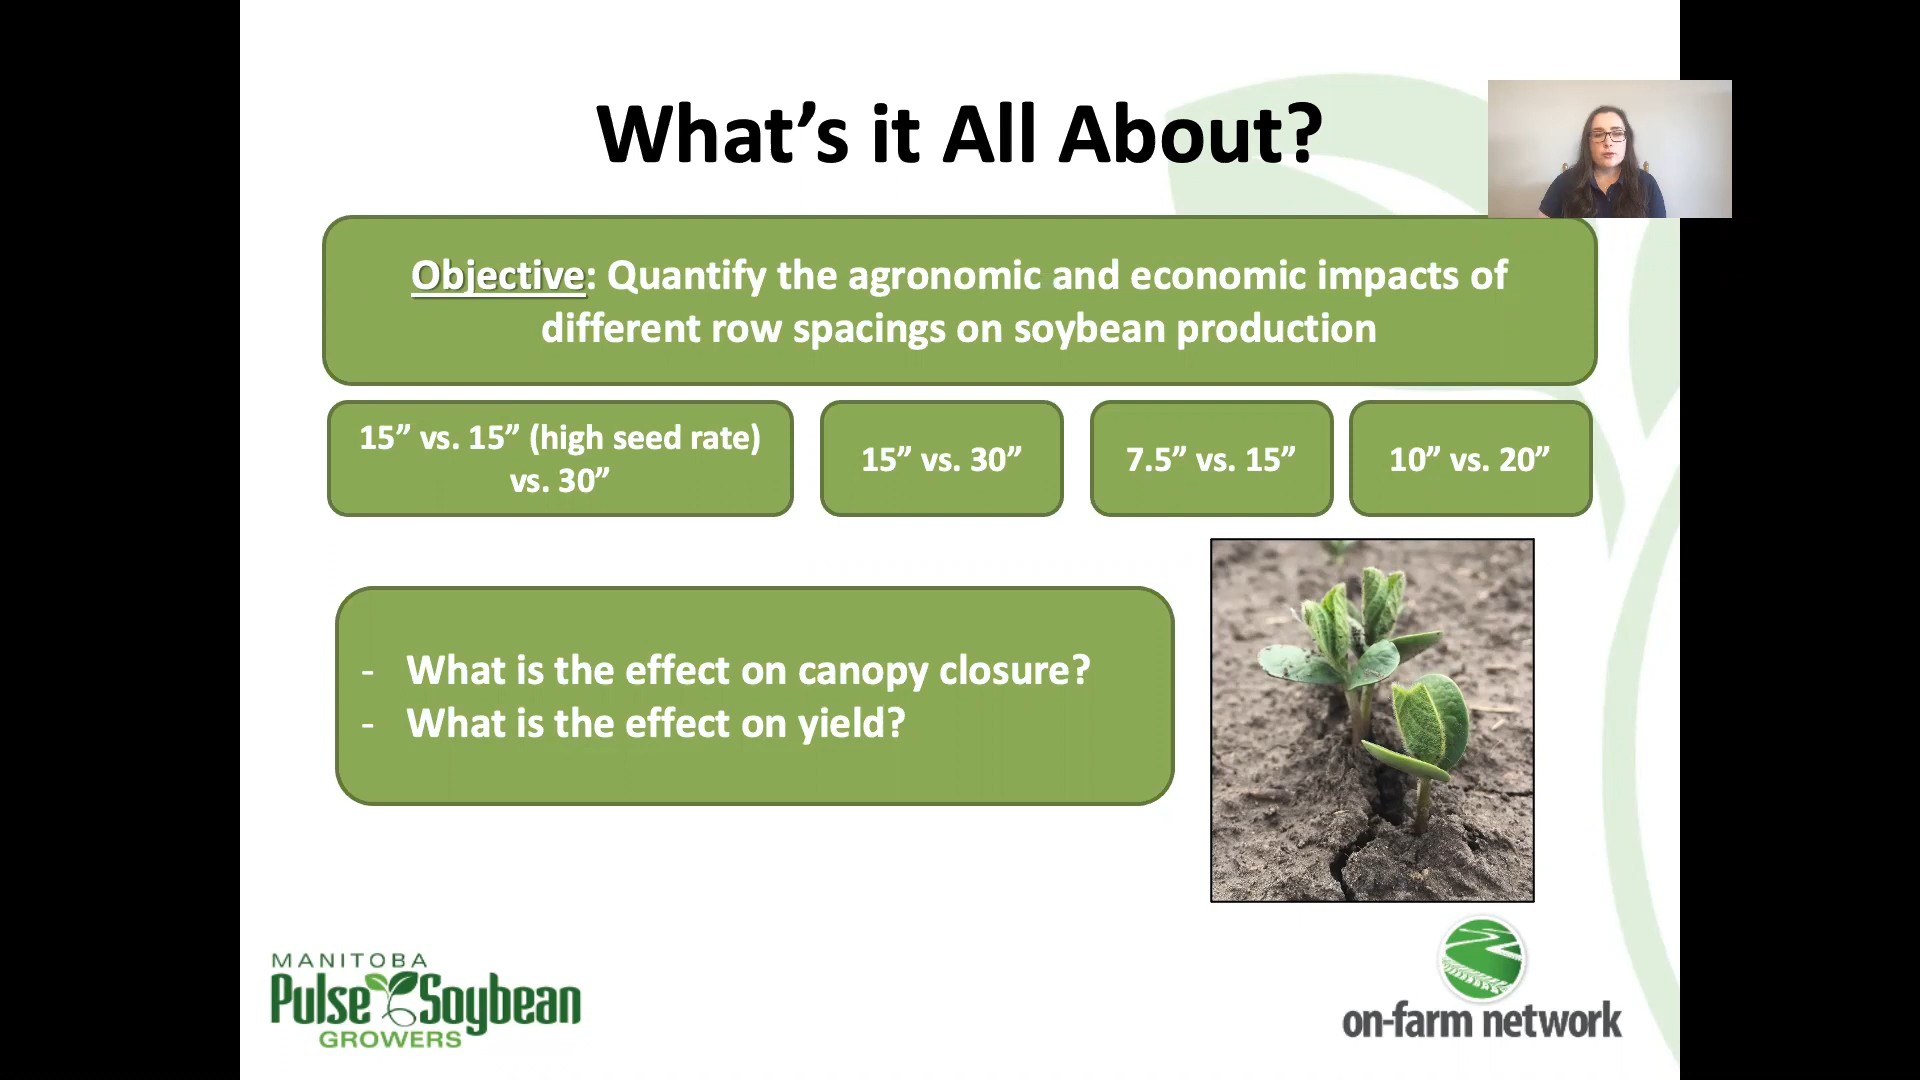 What’s it All About?
Objective: Quantify the agronomic and economic impacts of
different row spacings on soybean production
15” vs. 15” (high seed rate)
vs. 30”
15” vs. 30”
7.5” vs. 15”
10” vs. 20”
- What is the effect on canopy closure?
- What is the effect on yield?
MANITOBA
Pulse Soybean
GROWERS
on-farm network